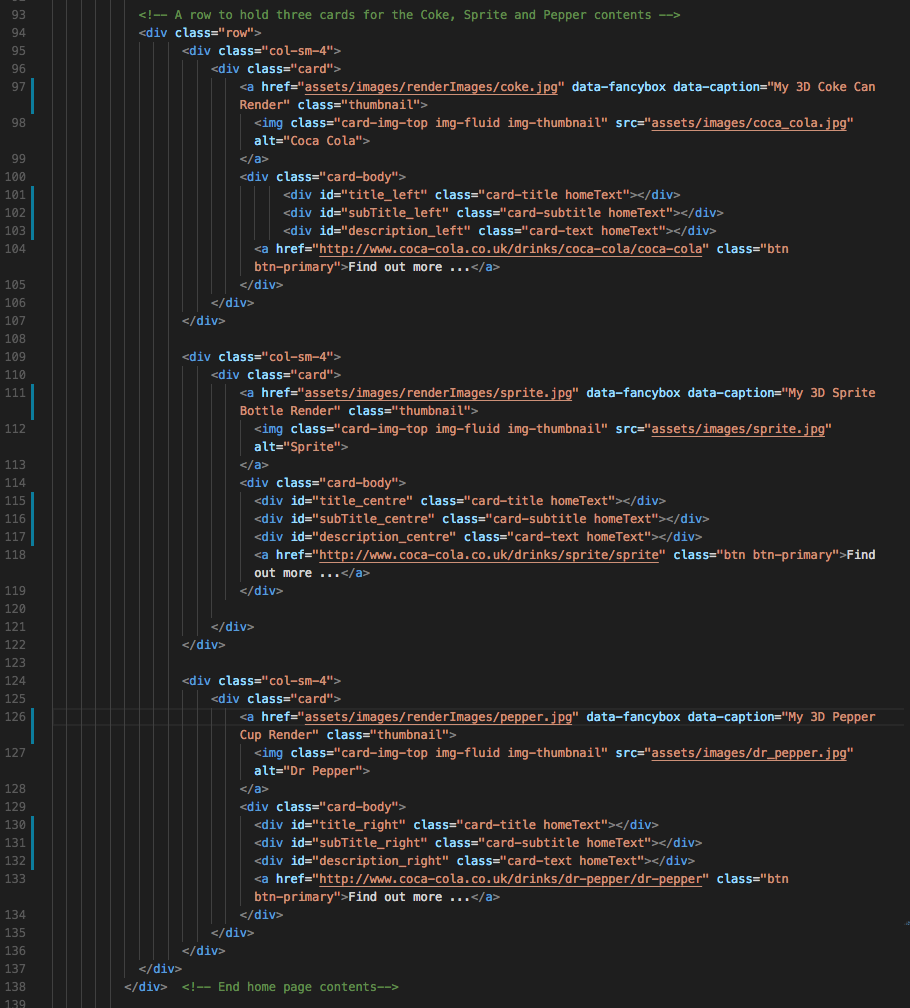 93 <!-- A row to hold three cards for the Coke, Sprite and Pepper contents -->
94 <div class="row">
95 <div class="col-sm-4">
96 <div class="card">
97 <a href="assets/images/renderImages/coke.jpg" data-fancybox data-caption="My 3D Coke Can
Render" class="thumbnail">
98 <img class="card-img-top img-fluid img-thumbnail" src="assets/images/coca_cola.jpg"
alt="Coca Cola">
99 </a>
100 <div class="card-body">
101 <div id="title_left" class="card-title homeText"></div>
102 <div id="subTitle_left" class="card-subtitle homeText"></div>
103 <div id="description_left" class="card-text homeText"></div>
104 <a href="http://www.coca-cola.co.uk/drinks/coca-cola/coca-cola" class="btn
btn-primary">Find out more ...</a>
105 </div>
106 </div>
107 </div>
108
109 <div class="col-sm-4">
110 <div class="card">
111 <a href="assets/images/renderImages/sprite.jpg" data-fancybox data-caption="My 3D Sprite
Bottle Render" class="thumbnail">
112 <img class="card-img-top img-fluid img-thumbnail" src="assets/images/sprite.jpg"
alt="Sprite">
113 </a>
114 <div class="card-body">
115 <div id="title_centre" class="card-title homeText"></div>
116 <div id="subTitle_centre" class="card-subtitle homeText"></div>
117 <div id="description_centre" class="card-text homeText"></div>
118 <a href="http://www.coca-cola.co.uk/drinks/sprite/sprite" class="btn btn-primary">Find
out more ...</a>
119 </div>
120
121 </div>
122 </div>
123
124 <div class="col-sm-4">
125 <div class="card">
126 <a href="assets/images/renderImages/pepper.jpg" data-fancybox data-caption="My 3D Pepper
Cup Render" class="thumbnail">
127 <img class="card-img-top img-fluid img-thumbnail" src="assets/images/dr_pepper.jpg"
alt="Dr Pepper">
128 </a>
129 <div class="card-body">
130 <div id="title_right" class="card-title homeText"></div>
131 <div id="subTitle_right" class="card-subtitle homeText"></div>
132 <div id="description_right" class="card-text homeText"></div>
133 <a href="http://www.coca-cola.co.uk/drinks/dr-pepper/dr-pepper" class="btn
btn-primary">Find out more ...</a>
134 </div>
135 </div>
136 </div>
137 </div>
138 </div> <!-- End home page contents-->
139